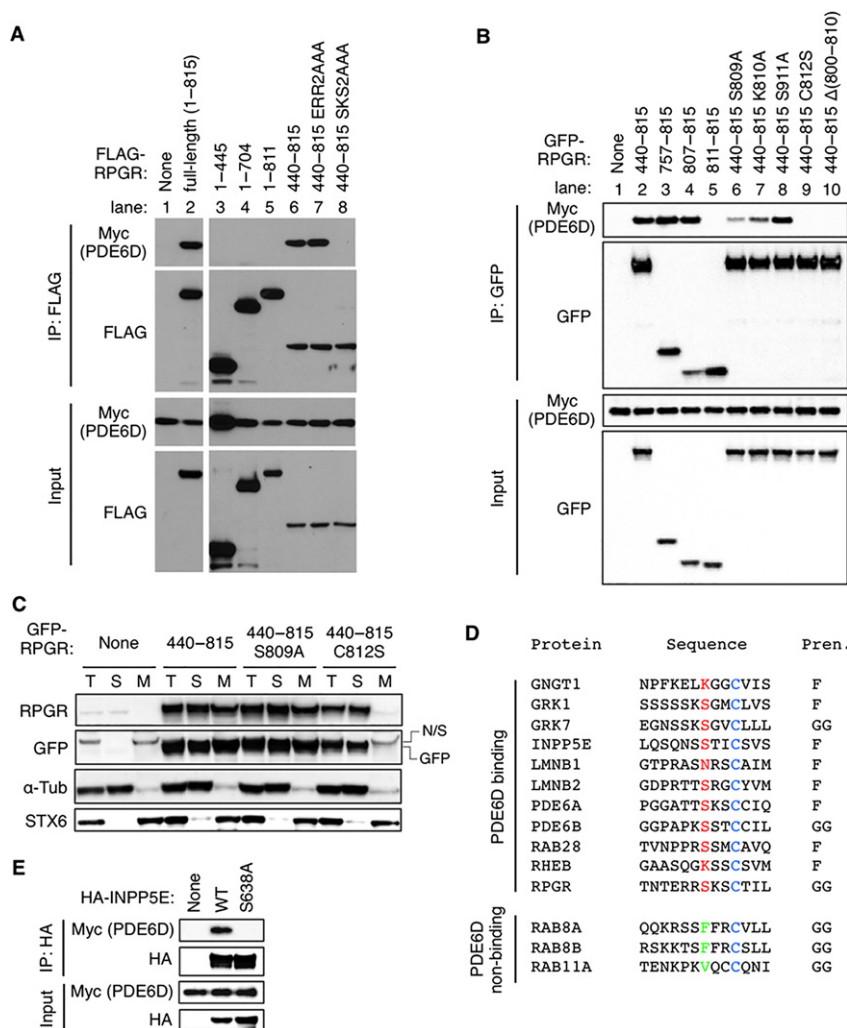 A
FLAG-
RPGR:
None
full-length (1–815)
1–445
1–704
1–811
440–815
440–815 ERR2AAA
440–815 SKS2AAA
lane: 1 2 3 4 5 6 7 8
IP: FLAG
Myc
(PDE6D)
FLAG
Input
Myc
(PDE6D)
FLAG
B
GFP-
RPGR:
None
440–815
757–815
807–815
811–815
440–815 S809A
440–815 K810A
440–815 S911A
440–815 C812S
440–815 Δ(800–810)
lane: 1 2 3 4 5 6 7 8 9 10
IP: GFP
Myc
(PDE6D)
GFP
Input
Myc
(PDE6D)
GFP
C
GFP-
RPGR:
None
440–815
440–815
S809A
440–815
C812S
T S M T S M T S M T S M
RPGR
GFP
N/S
GFP
α-Tub
STX6
D
Protein Sequence Pren.
PDE6D binding
GNGT1 NPFKELKGGCVIS F
GRK1 SSSSSKSGMCLVS F
GRK7 EGNSSKSGVCLLL GG
INPP5E LQSQNSSTICSVS F
LMNB1 GTPRASNRSCAIM F
LMNB2 GDPRTTSRGCYVM F
PDE6A PGGATTSKSCCIQ F
PDE6B GGPAPKSSTCCIL GG
RAB28 TVNPPRSSMCAVQ F
RHEB GAASQGKSSCSVM F
RPGR TNTERRSKSCTIL GG
PDE6D
non-binding
RAB8A QQKRSSFFRCVLL GG
RAB8B RSKKTSFFRCSLL GG
RAB11A TENKPKVQCCQNI GG
E
HA-INPP5E:
None
WT
S638A
IP: HA
Myc (PDE6D)
HA
Input
Myc (PDE6D)
HA